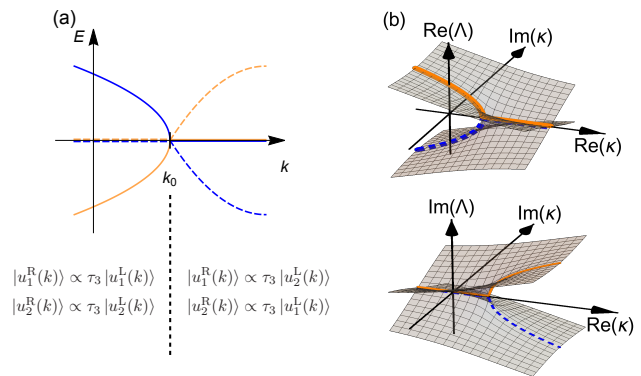 (a)
E
k
k₀
|u₁ᴿ(k)⟩ ∝ τ₃ |u₁ᴸ(k)⟩
|u₂ᴿ(k)⟩ ∝ τ₃ |u₂ᴸ(k)⟩
|u₁ᴿ(k)⟩ ∝ τ₃ |u₂ᴸ(k)⟩
|u₂ᴿ(k)⟩ ∝ τ₃ |u₁ᴸ(k)⟩
(b)
Re(Λ)
Im(κ)
Re(κ)
Im(Λ)
Im(κ)
Re(κ)